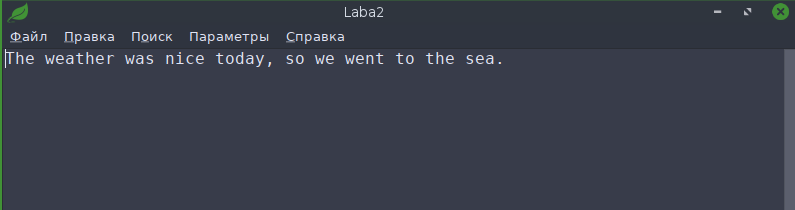 Laba2
Файл Правка Поиск Параметры Справка
The weather was nice today, so we went to the sea.